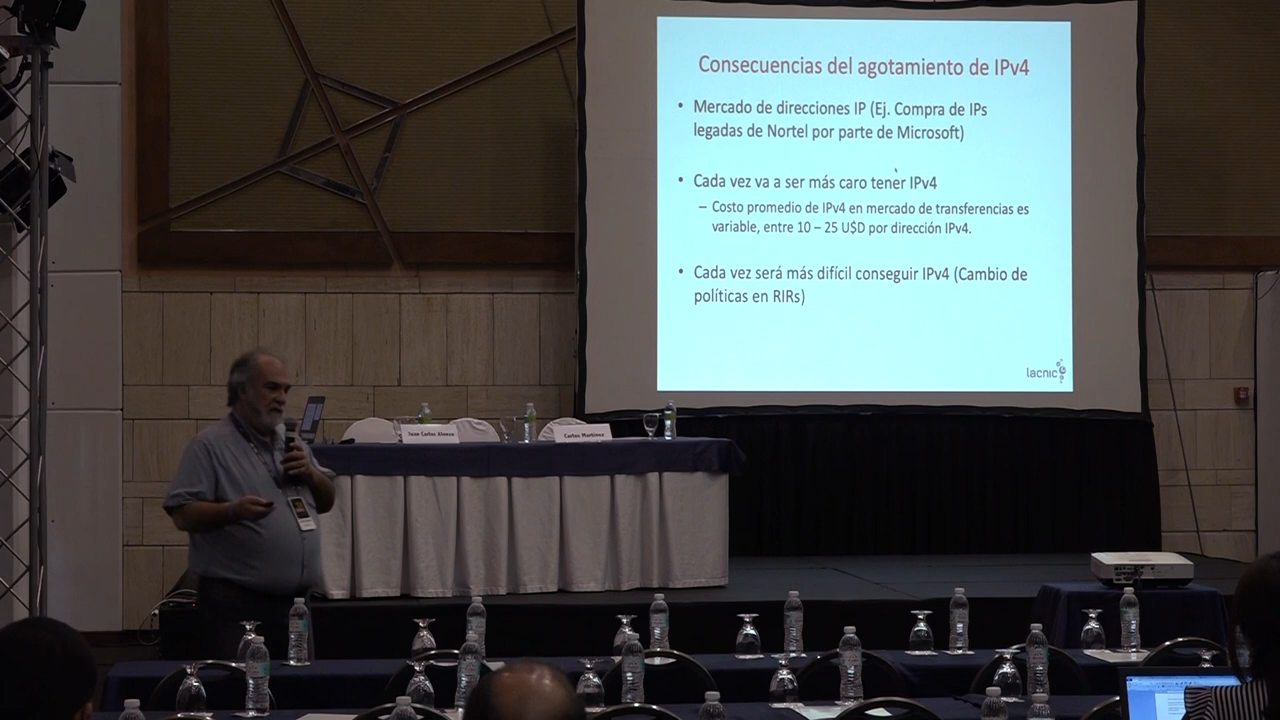 Consecuencias del agotamiento de IPv4
• Mercado de direcciones IP (Ej. Compra de IPs
legadas de Nortel por parte de Microsoft)
• Cada vez va a ser más caro tener IPv4
– Costo promedio de IPv4 en mercado de transferencias es
variable, entre 10 – 25 U$D por dirección IPv4.
• Cada vez será más difícil conseguir IPv4 (Cambio de
políticas en RIRs)
lacnic
Juan Carlos Alonso
Carlos Martínez